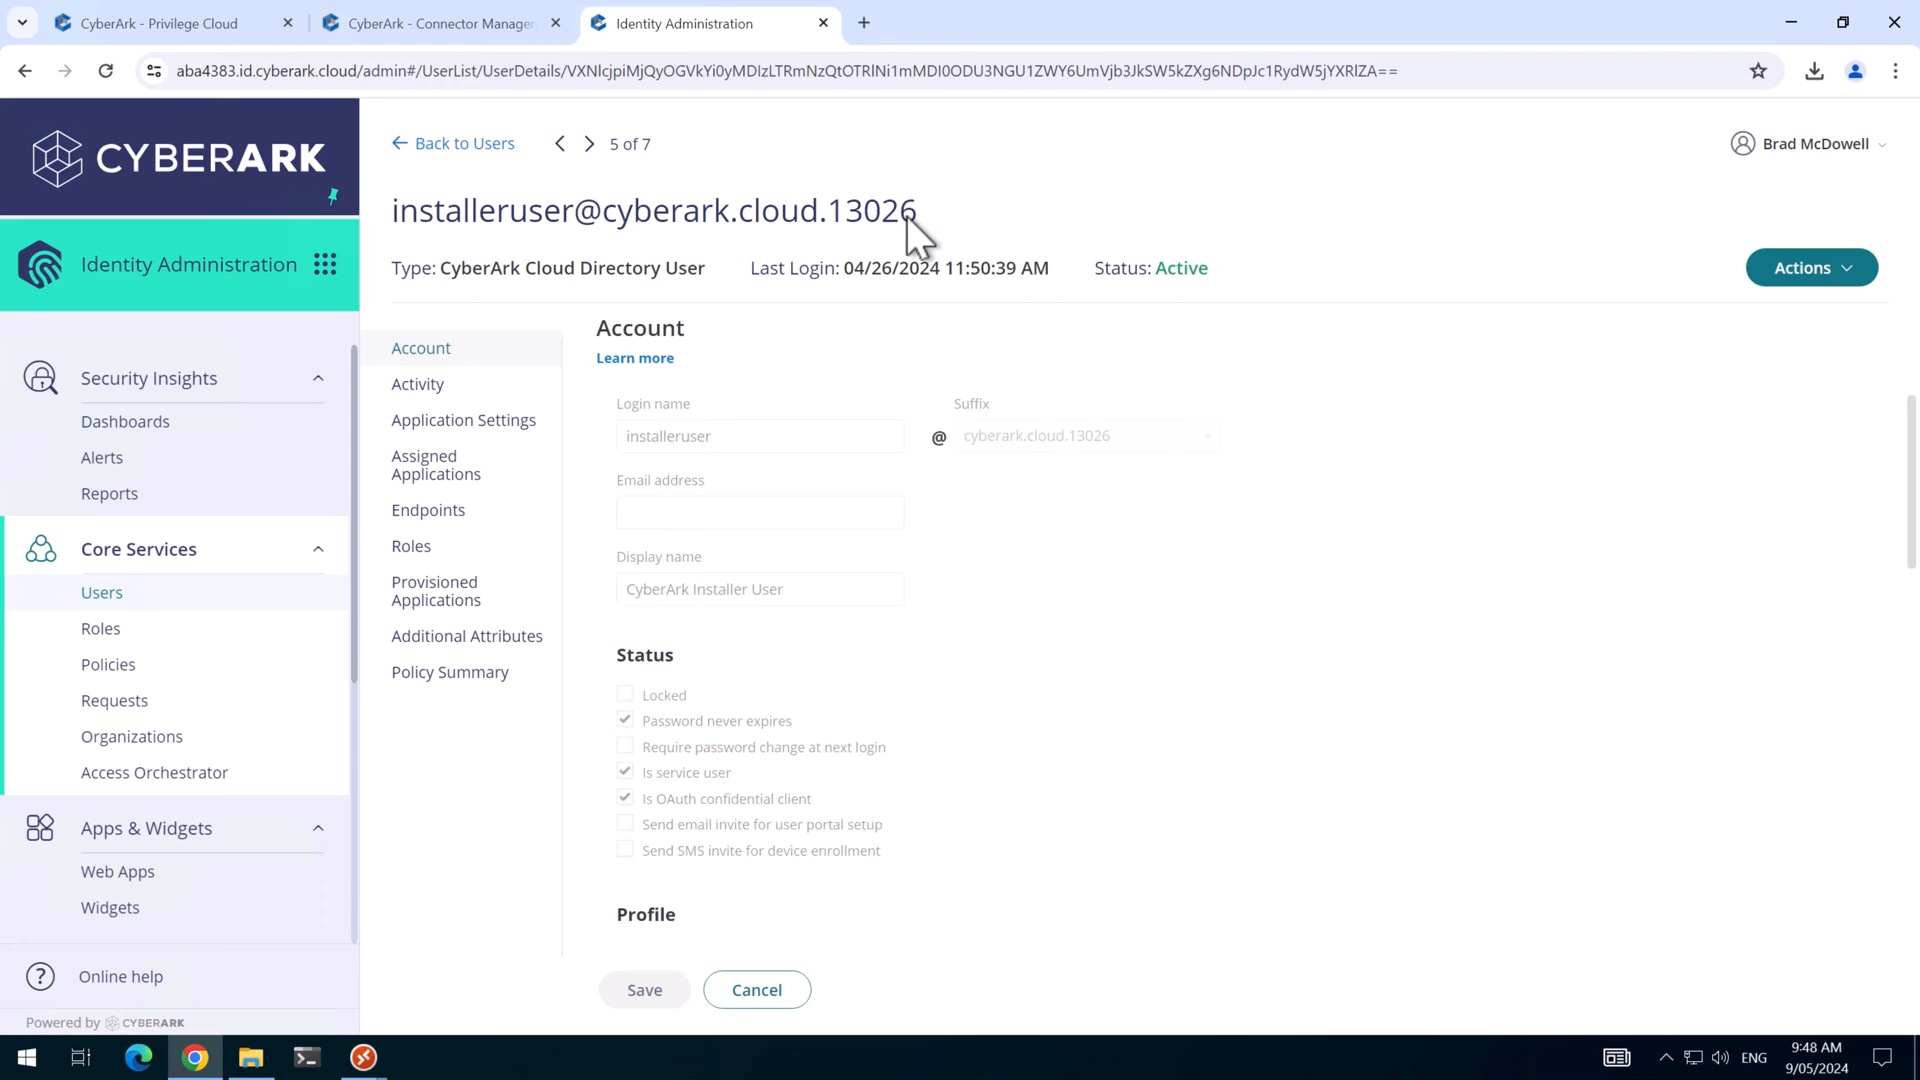 CyberArk - Privilege Cloud
CyberArk - Connector Manage
Identity Administration
aba4383.id.cyberark.cloud/admin#/UserList/UserDetails/VXNlcjpiMjQyOGVkYi0yMDIzLTRmNzQtOTRlNi1mMDI0ODU3NGU1ZWY6UmVjb3JkSW5kZXg6NDpJc1RydW5jYXRlZA==
CYBERARK
Back to Users
5 of 7
Brad McDowell
installeruser@cyberark.cloud.13026
Type: CyberArk Cloud Directory User
Last Login: 04/26/2024 11:50:39 AM
Status: Active
Actions
Identity Administration
Security Insights
Dashboards
Alerts
Reports
Core Services
Users
Roles
Policies
Requests
Organizations
Access Orchestrator
Apps & Widgets
Web Apps
Widgets
Online help
Powered by CYBERARK
Account
Activity
Application Settings
Assigned
Applications
Endpoints
Roles
Provisioned
Applications
Additional Attributes
Policy Summary
Account
Learn more
Login name
Suffix
installeruser
@
cyberark.cloud.13026
Email address
Display name
CyberArk Installer User
Status
Locked
Password never expires
Require password change at next login
Is service user
Is OAuth confidential client
Send email invite for user portal setup
Send SMS invite for device enrollment
Profile
Save
Cancel
ENG
9:48 AM
9/05/2024